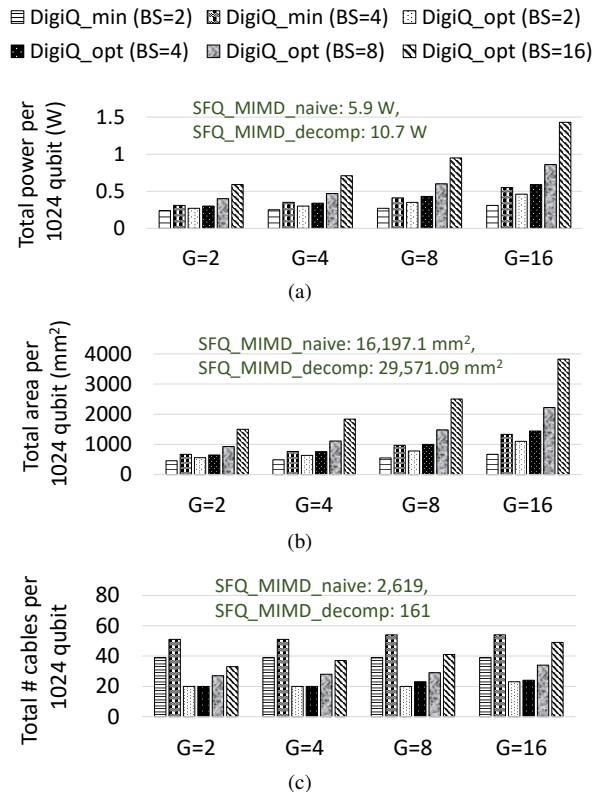 DigiQ_min (BS=2) DigiQ_min (BS=4) DigiQ_opt (BS=2)
DigiQ_opt (BS=4) DigiQ_opt (BS=8) DigiQ_opt (BS=16)
Total power per
1024 qubit (W)
SFQ_MIMD_naive: 5.9 W,
SFQ_MIMD_decomp: 10.7 W
1.5
1
0.5
0
G=2 G=4 G=8 G=16
(a)
Total area per
1024 qubit (mm²)
SFQ_MIMD_naive: 16,197.1 mm²,
SFQ_MIMD_decomp: 29,571.09 mm²
4000
3000
2000
1000
0
G=2 G=4 G=8 G=16
(b)
Total # cables per
1024 qubit
SFQ_MIMD_naive: 2,619,
SFQ_MIMD_decomp: 161
80
60
40
20
0
G=2 G=4 G=8 G=16
(c)